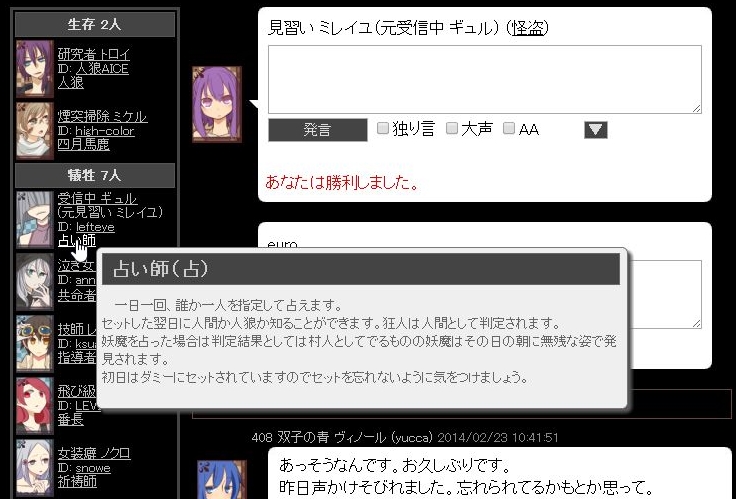 生存 2人
研究者 トロイ
ID: 人狼AICE
人狼
煙突掃除 ミケル
ID: high-color
四月馬鹿
犠牲 7人
受信中 ギュル
(元見習い ミレイユ)
ID: lefteye
占い師
泣き女
ID: ann
共命者
技師 レ
ID: ksu
指導者
飛び級
ID: LEV
番長
女装癖 ノクロ
ID: snowe
祈祷師
見習い ミレイユ(元受信中 ギュル) (怪盗)
発言
独り言
大声
AA
▼
あなたは勝利しました。
euro
占い師(占)
一日一回、誰か一人を指定して占えます。
セットした翌日に人間か人狼か知ることができます。狂人は人間として判定されます。
妖魔を占った場合は判定結果としては村人としてでるものの妖魔はその日の朝に無残な姿で発
見されます。
初日はダミーにセットされていますのでセットを忘れないように気をつけましょう。
408 双子の青 ヴィノール (yucca) 2014/02/23 10:41:51
あっそうなんです。お久しぶりです。
昨日声かけそびれました。忘れられてるかもとか思って。